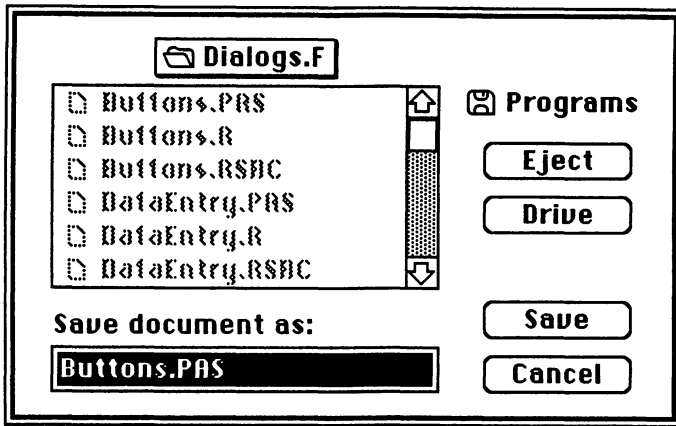 Dialogs.F
Buttons.PAS
Buttons.R
Buttons.RSRC
DataEntry.PAS
DataEntry.R
DataEntry.RSRC
Programs
Eject
Drive
Save document as:
Buttons.PAS
Save
Cancel